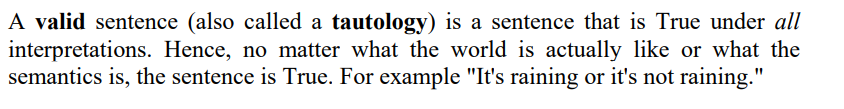 A valid sentence (also called a tautology) is a sentence that is True under all
interpretations. Hence, no matter what the world is actually like or what the
semantics is, the sentence is True. For example "It's raining or it's not raining."